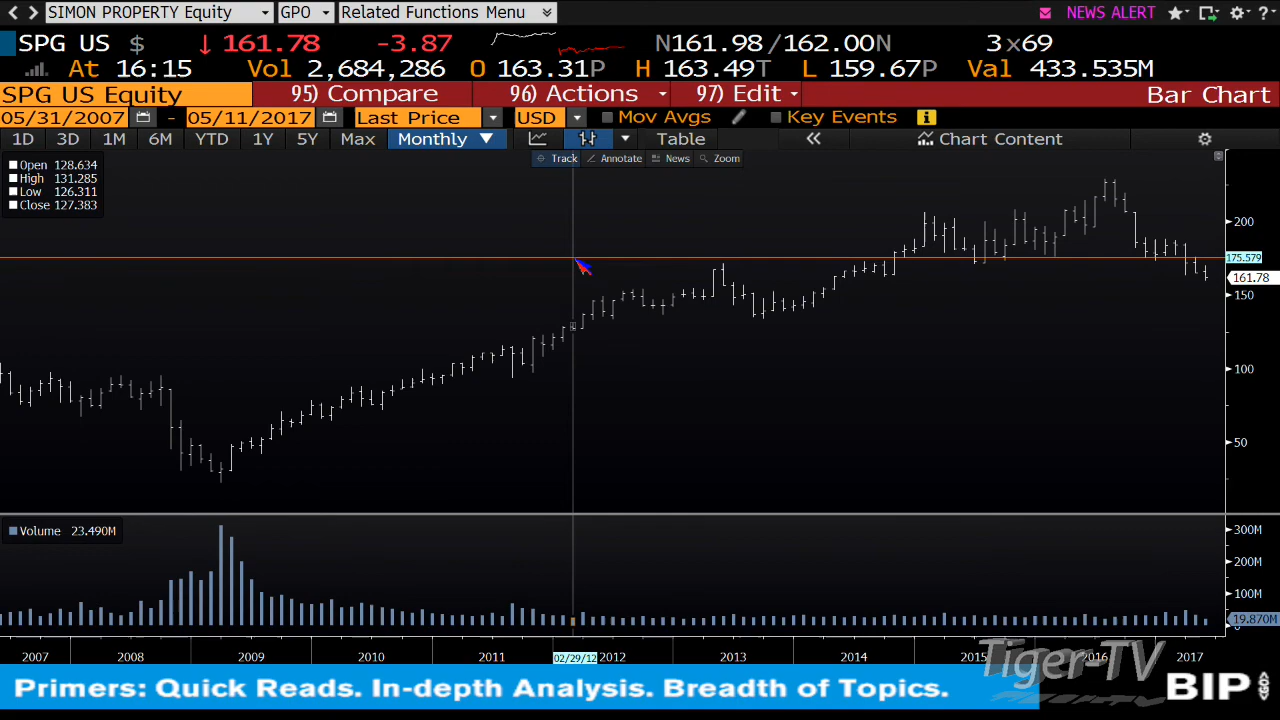 SIMON PROPERTY Equity GPO Related Functions Menu NEWS ALERT ?
SPG US $ ↓ 161.78 -3.87 N161.98 / 162.00N 3x69
At 16:15 Vol 2,684,286 O 163.31P H 163.49T L 159.67P Val 433.535M
SPG US Equity 95) Compare 96) Actions 97) Edit Bar Chart
05/31/2007 - 05/11/2017 Last Price USD Mov Avgs Key Events i
1D 3D 1M 6M YTD 1Y 5Y Max Monthly ▼ Table « Chart Content
Track Annotate News Zoom
Open 128.634
High 131.285
Low 126.311
Close 127.383
200
175.579
161.78
150
100
50
Volume 23.490M
300M
200M
100M
19.870M
0
2007 2008 2009 2010 2011 02/29/12 2012 2013 2014 2015 2016 2017
Tiger-TV
Primers: Quick Reads. In-depth Analysis. Breadth of Topics.
BIP <GO>